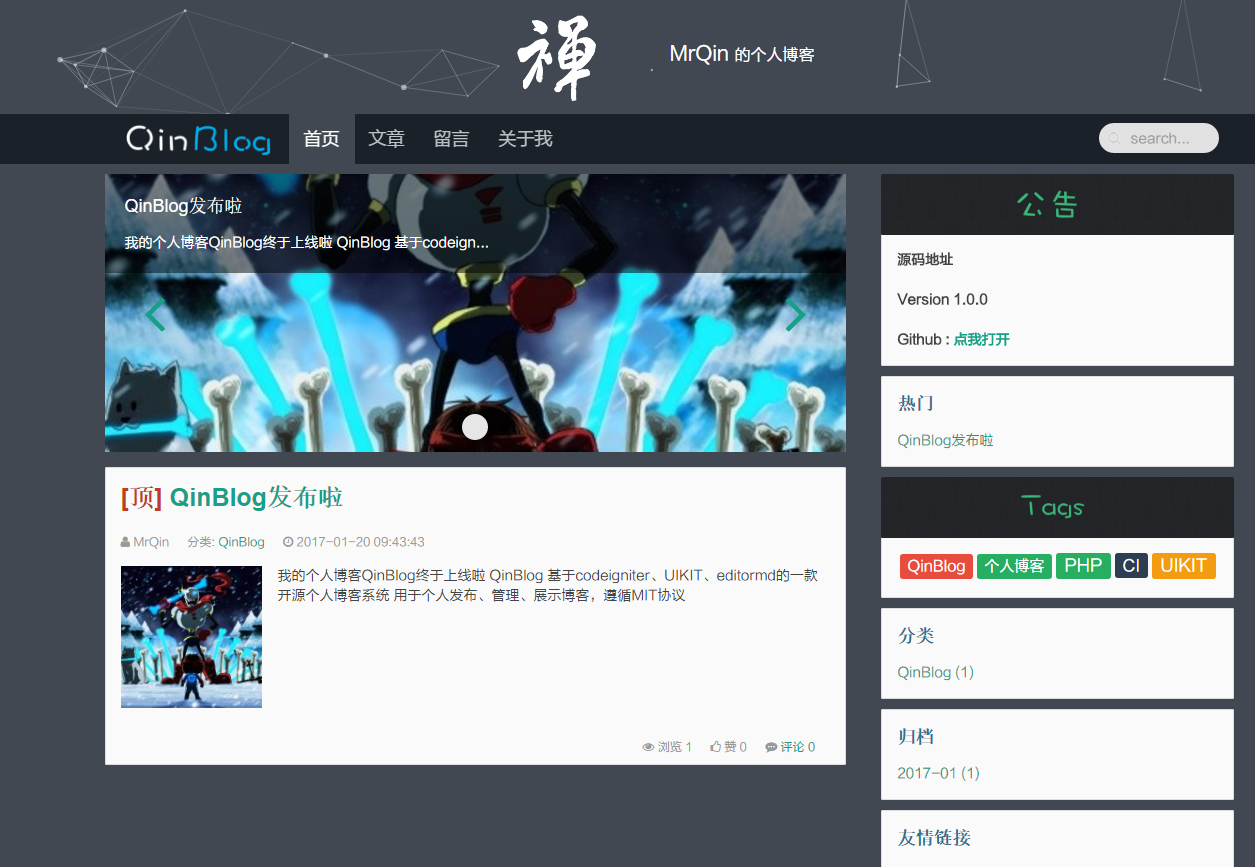 禅
MrQin 的个人博客
QinBlog 首页 文章 留言 关于我 search...
QinBlog发布啦
我的个人博客QinBlog终于上线啦 QinBlog 基于codeign...
[顶] QinBlog发布啦
MrQin 分类: QinBlog 2017-01-20 09:43:43
我的个人博客QinBlog终于上线啦 QinBlog 基于codeigniter、UIKIT、editormd的一款
开源个人博客系统 用于个人发布、管理、展示博客，遵循MIT协议
浏览 1 赞 0 评论 0
公告
源码地址
Version 1.0.0
Github : 点我打开
热门
QinBlog发布啦
Tags
QinBlog 个人博客 PHP CI UIKIT
分类
QinBlog (1)
归档
2017-01 (1)
友情链接